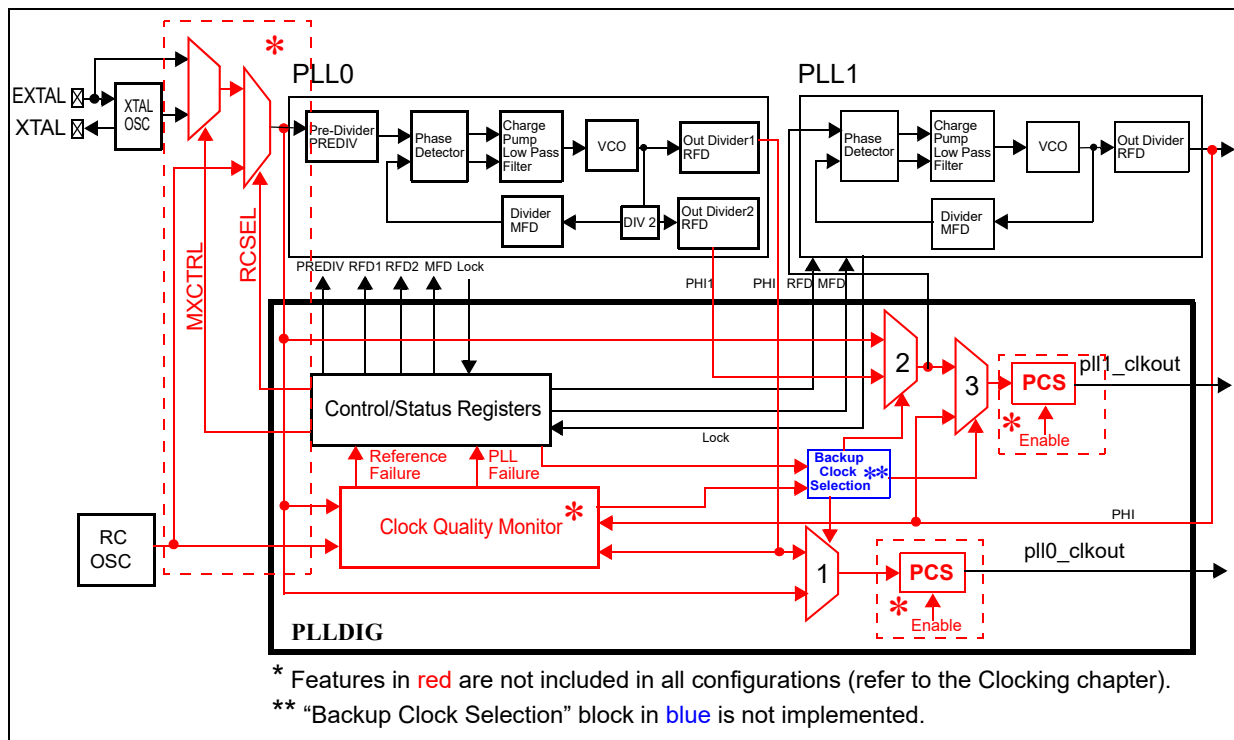 *
PLL0
PLL1
EXTAL
XTAL
XTAL
OSC
Pre-Divider
PREDIV
Phase
Detector
Charge
Pump
Low Pass
Filter
VCO
Out Divider1
RFD
Divider
MFD
DIV 2
Out Divider2
RFD
Phase
Detector
Charge
Pump
Low Pass
Filter
VCO
Out Divider
RFD
Divider
MFD
MXCTRL
RCSEL
PREDIV RFD1 RFD2 MFD Lock
PHI1
PHI
RFD MFD
2
3
PCS
* Enable
pll1_clkout
Control/Status Registers
Lock
Reference
Failure
PLL
Failure
Backup
Clock
Selection **
Clock Quality Monitor *
PHI
RC
OSC
1
PCS
* Enable
pll0_clkout
PLLDIG
* Features in red are not included in all configurations (refer to the Clocking chapter).
** “Backup Clock Selection” block in blue is not implemented.